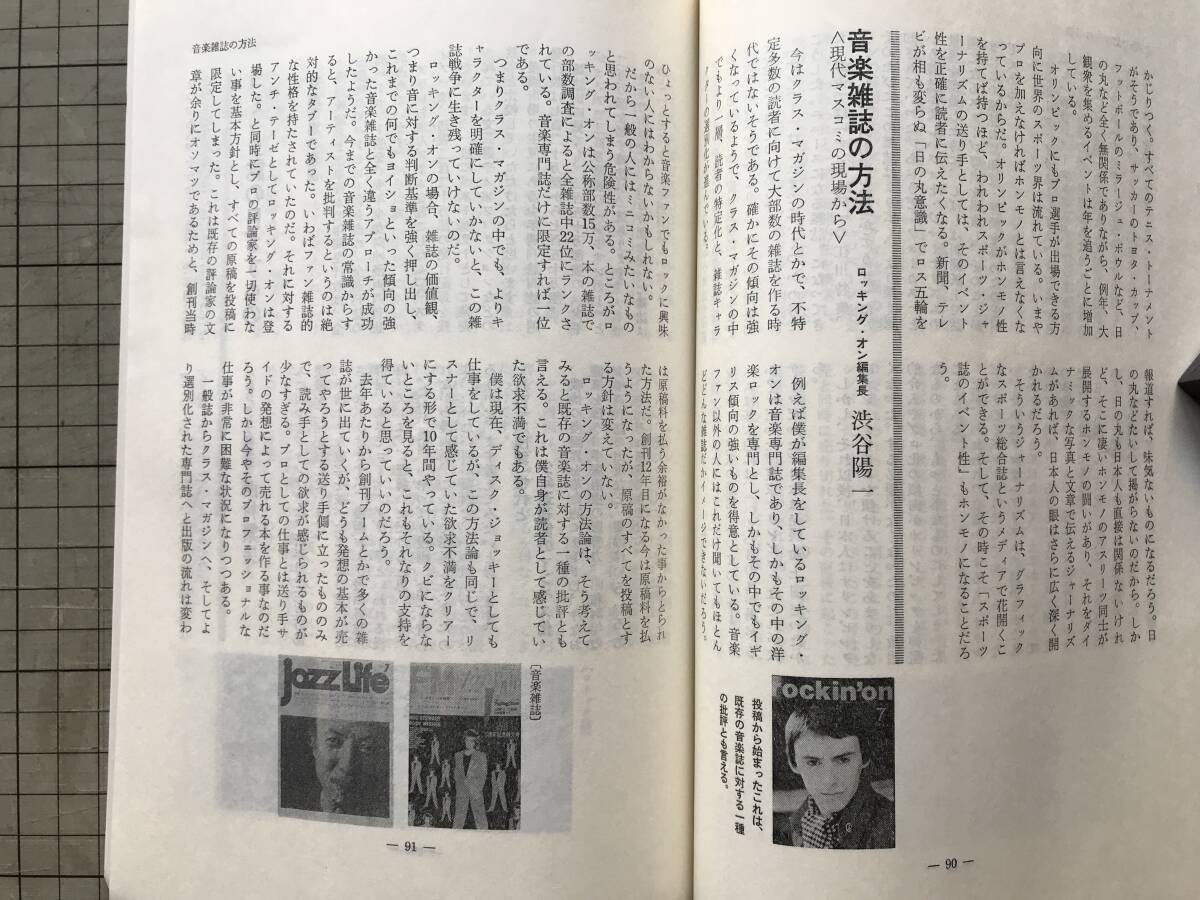 かじりつく。すべてのテニス・トーナメント
がそうであり、サッカーのトヨタ・カップ、
フットボールのミラージュ・ボウルなど、日
の丸など全く無関係でありながら、例年、大
観衆を集めるイベントは年を追うごとに増加
している。
オリンピックにもプロ選手が出場できる方
向に世界のスポーツ界は流れている。いまや
プロを加えなければホンモノとは言えなくな
っているからだ。オリンピックがホンモノ性
を持てば持つほど、われわれスポーツ・ジャ
ーナリズムの送り手としては、そのイベント
性を正確に読者に伝えたくなる。新聞、テレ
ビが相も変らぬ「日の丸意識」でロス五輪を
報道すれば、味気ないものになるだろう。日
の丸などたいして揚がらないのだから。しか
し、日の丸も日本人も直接は関係ないけれ
ど、そこに凄いホンモノのアスリーツ同士が
展開するホンモノの闘いがあり、それをダイ
ナミックな写真と文章で伝えるジャーナリズ
ムがあれば、日本人の眼はさらに広く深く開
かれるだろう。
そういうジャーナリズムは、グラフィック
なスポーツ総合誌というメディアで花開くこ
とができる。そして、その時こそ「スポーツ
誌のイベント性」もホンモノになることだろ
う。
音楽雑誌の方法
〈現代マスコミの現場から〉
ロッキング・オン編集長 渋谷陽一
今はクラス・マガジンの時代とかで、不特
定多数の読者に向けて大部数の雑誌を作る時
代ではないそうである。確かにその傾向は強
くなっているようで、クラス・マガジンの中
でもより一層、読者の特定化と、雑誌キャラ
クターの選別化が進んでいる。
例えば僕が編集長をしているロッキング・
オンは音楽専門誌であり、しかもその中の洋
楽ロックを専門とし、しかもその中でもイギ
リス傾向の強いものを得意としている。音楽
ファン以外の人にはこれだけ聞いてもほとん
どどんな雑誌だかイメージできないだろう。
rockin'on
7
投稿から始まったこれは、
既存の音楽誌に対する一種
の批評とも言える。
— 90 —
音楽雑誌の方法
ひょっとすると音楽ファンでもロックに興味
のない人にはわからないかもしれない。
だから一般の人にはミニコミみたいなもの
と思われてしまう危険性がある。ところがロ
ッキング・オンは公称部数15万、本の雑誌で
の部数調査によると全雑誌中22位にランクさ
れている。音楽専門誌だけに限定すれば一位
である。
つまりクラス・マガジンの中でも、よりキ
ャラクターを明確にしていかないと、この雑
誌戦争に生き残っていけないのだ。
ロッキング・オンの場合、雑誌の価値観、
つまり音に対する判断基準を強く押し出し、
これまでの何でもヨイショといった傾向の強
かった音楽雑誌と全く違うアプローチが成功
したようだ。今までの音楽雑誌の常識からす
ると、アーティストを批判するというのは絶
対的なタブーであった。いわばファン雑誌的
な性格を持たされていたのだ。それに対する
アンチ・テーゼとしてロッキング・オンは登
場した。と同時にプロの評論家を一切使わな
い事を基本方針とし、すべての原稿を投稿に
限定してしまった。これは既存の評論家の文
章が余りにオソマツであるためと、創刊当時
は原稿料を払う余裕がなかった事からとられ
た方法だ。創刊12年目になる今は原稿料を払
うようになったが、原稿のすべてを投稿とす
る方針は変えていない。
ロッキング・オンの方法論は、そう考えて
みると既存の音楽誌に対する一種の批評とも
言える。これは僕自身が読者として感じてい
た欲求不満でもある。
僕は現在、ディスク・ジョッキーとしても
仕事をしているが、この方法論も同じで、リ
スナーとして感じていた欲求不満をクリアー
にする形で10年間やっている。クビにならな
いところを見ると、これもそれなりの支持を
得ていると思っていいのだろう。
去年あたりから創刊ブームとかで多くの雑
誌が世に出ていくが、どうも発想の基本が売
ってやろうとする送り手側に立ったもののみ
で、読み手としての欲求が感じられるものが
少なすぎる。プロとしての仕事とは送り手サ
イドの発想によって売れる本を作る事なのだ
ろう。しかし今やそのプロフェッショナルな
仕事が非常に困難な状況になりつつある。
一般誌からクラス・マガジンへ、そしてよ
り選別化された専門誌へと出版の流れは変わ
［音楽雑誌］
jazz Life
7
— 91 —